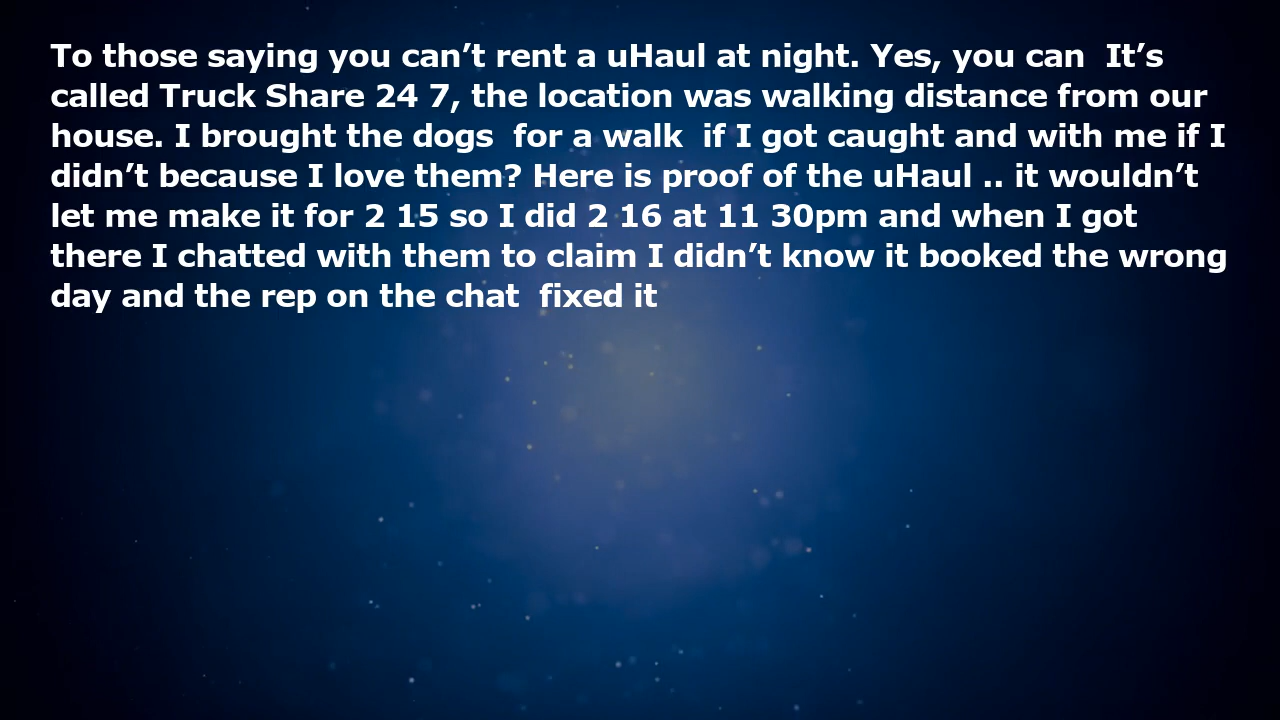 To those saying you can’t rent a uHaul at night. Yes, you can  It’s
called Truck Share 24 7, the location was walking distance from our
house. I brought the dogs  for a walk  if I got caught and with me if I
didn’t because I love them? Here is proof of the uHaul .. it wouldn’t
let me make it for 2 15 so I did 2 16 at 11 30pm and when I got
there I chatted with them to claim I didn’t know it booked the wrong
day and the rep on the chat  fixed it